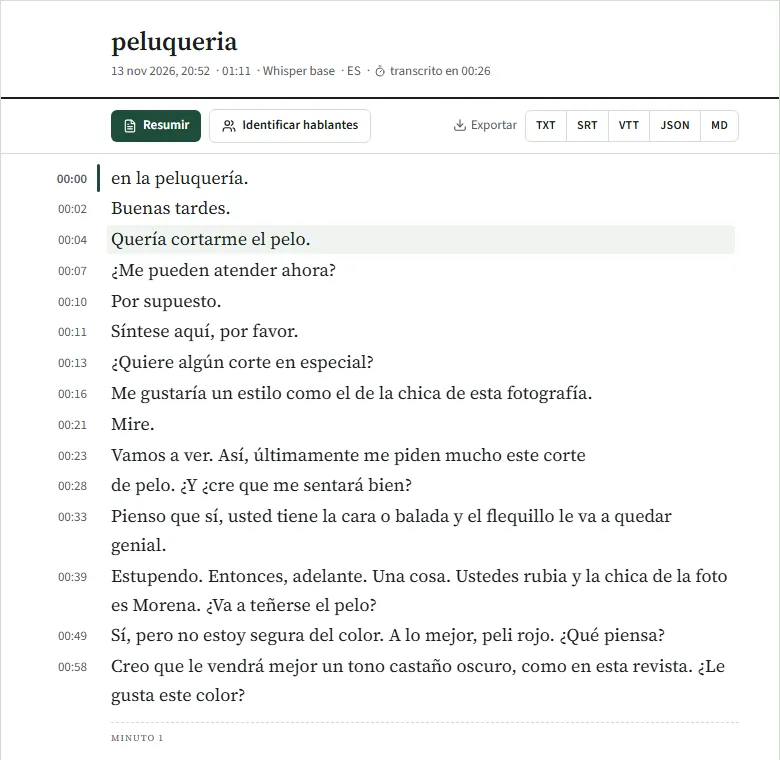 peluqueria
13 nov 2026, 20:52 · 01:11 · Whisper base · ES · transcrito en 00:26
Resumir Identificar hablantes Exportar TXT SRT VTT JSON MD
00:00 en la peluquería.
00:02 Buenas tardes.
00:04 Quería cortarme el pelo.
00:07 ¿Me pueden atender ahora?
00:10 Por supuesto.
00:11 Síntese aquí, por favor.
00:13 ¿Quiere algún corte en especial?
00:16 Me gustaría un estilo como el de la chica de esta fotografía.
00:21 Mire.
00:23 Vamos a ver. Así, últimamente me piden mucho este corte
00:28 de pelo. ¿Y ¿cre que me sentará bien?
00:33 Pienso que sí, usted tiene la cara o balada y el flequillo le va a quedar
genial.
00:39 Estupendo. Entonces, adelante. Una cosa. Ustedes rubia y la chica de la foto
es Morena. ¿Va a teñerse el pelo?
00:49 Sí, pero no estoy segura del color. A lo mejor, peli rojo. ¿Qué piensa?
00:58 Creo que le vendrá mejor un tono castaño oscuro, como en esta revista. ¿Le
gusta este color?
MINUTO 1